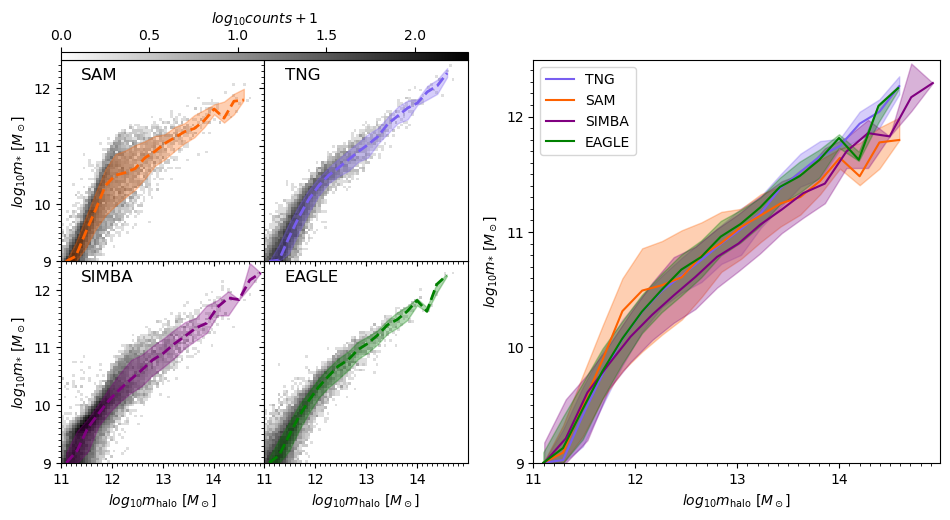 log₁₀counts + 1
0.0 0.5 1.0 1.5 2.0
SAM TNG
12
11
10
9
log₁₀m* [M⊙]
SIMBA EAGLE
12
11
10
9
log₁₀m* [M⊙]
11 12 13 14 11 12 13 14
log₁₀m_halo [M⊙] log₁₀m_halo [M⊙]
TNG
SAM
SIMBA
EAGLE
12
11
10
9
log₁₀m* [M⊙]
11 12 13 14
log₁₀m_halo [M⊙]